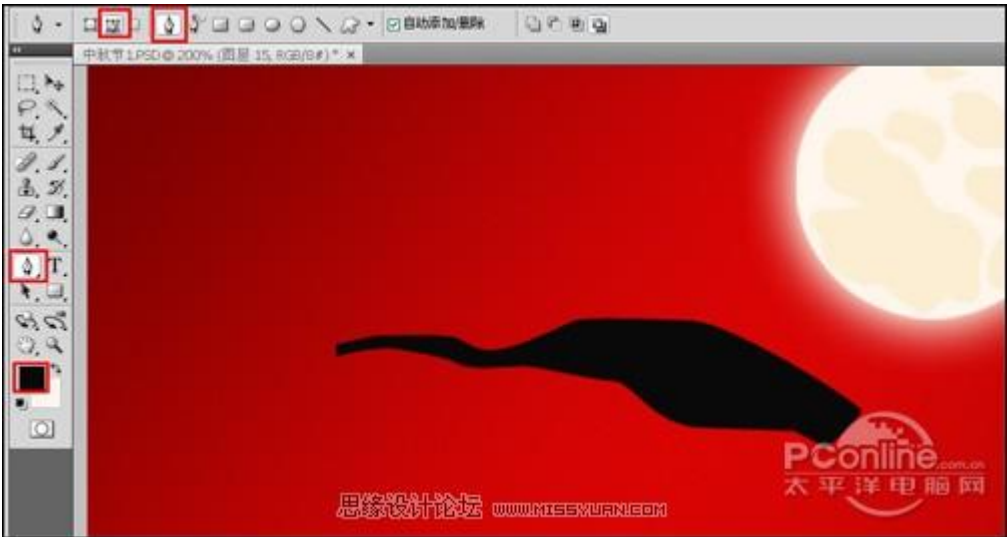 自动添加/删除
中秋节1.PSD @ 200% (图层 15, RGB/8#) * ×
T
PConline.com.cn
太平洋电脑网
思缘设计论坛 WWW.MISSYUAN.COM